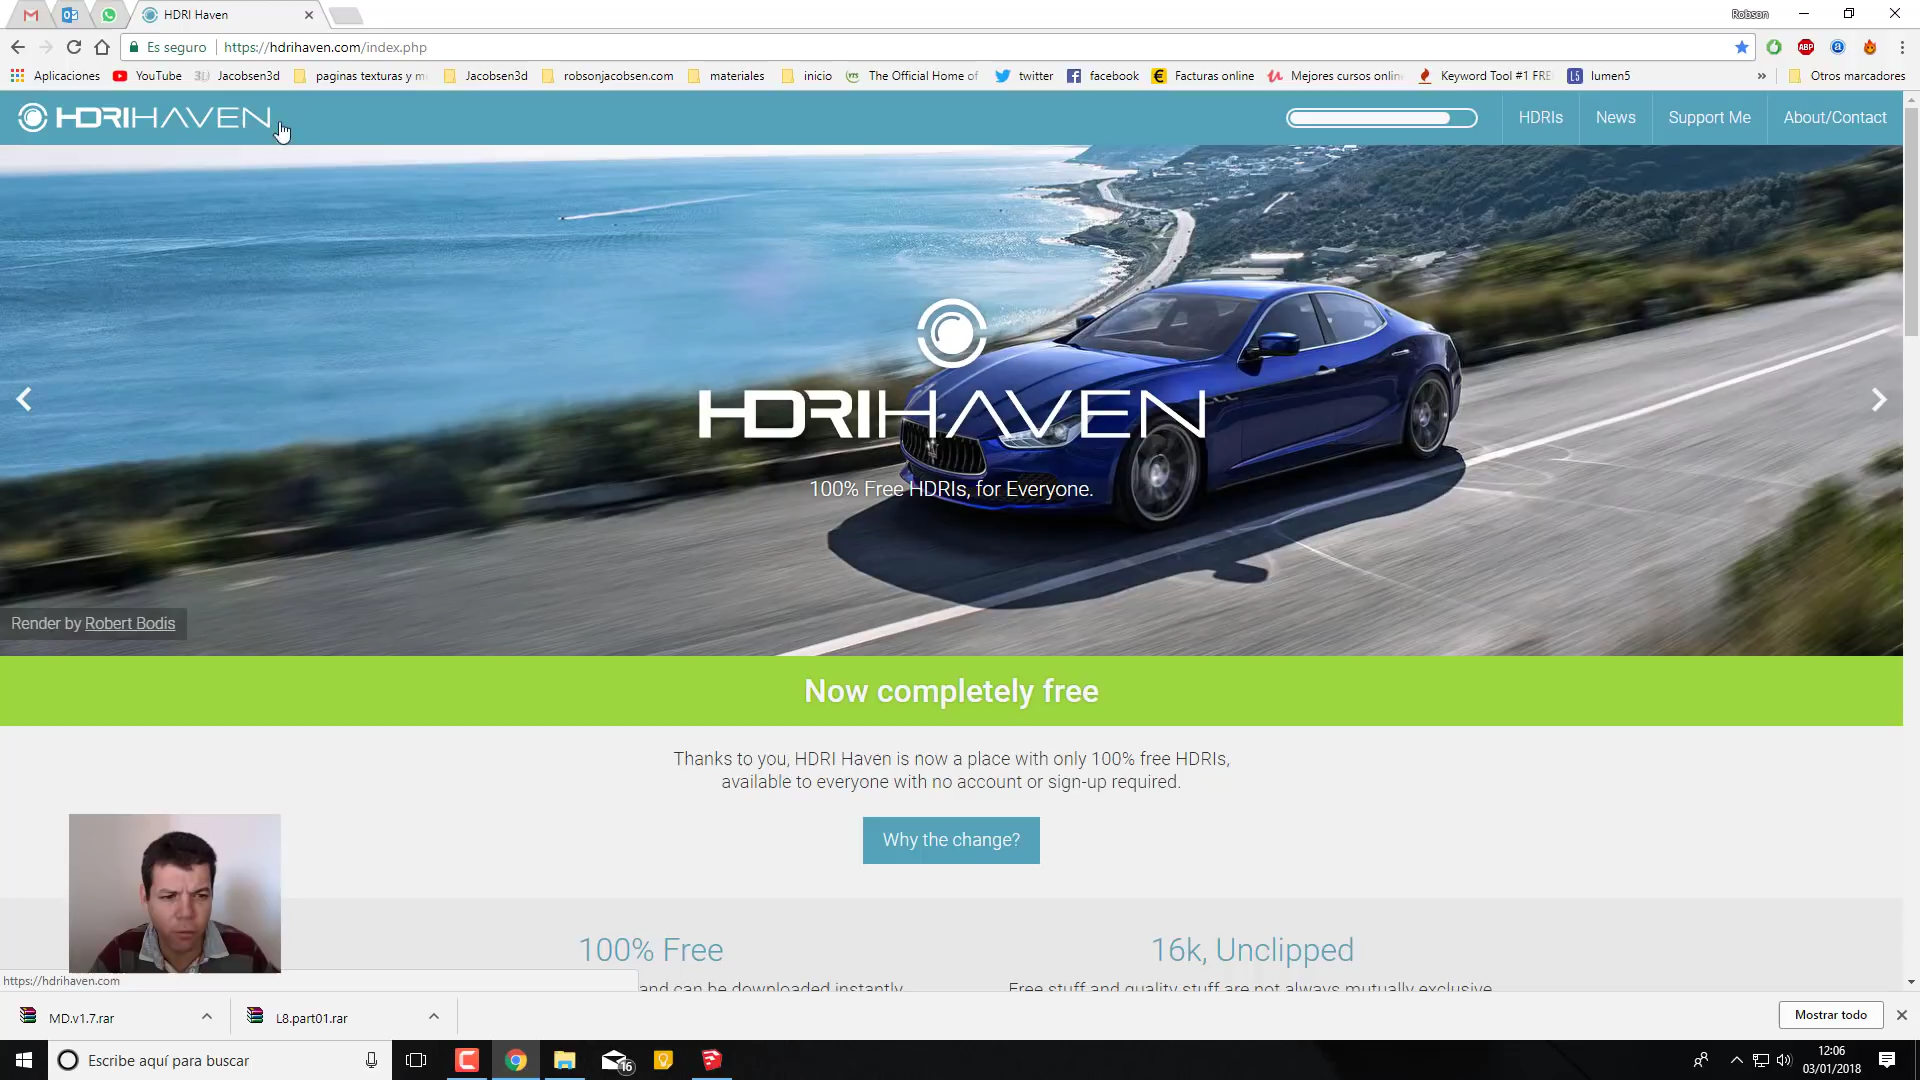 HDRI Haven
Robson
Es seguro
https://hdrihaven.com/index.php
ABP
Aplicaciones
YouTube
Jacobsen3d
paginas texturas y m
Jacobsen3d
robsonjacobsen.com
materiales
inicio
The Official Home of
twitter
facebook
Facturas online
Mejores cursos onlin
Keyword Tool #1 FRE
lumen5
»
Otros marcadores
HDRIHAVEN
HDRIs
News
Support Me
About/Contact
HDRIHAVEN
100% Free HDRIs, for Everyone.
Render by Robert Bodis
Now completely free
Thanks to you, HDRI Haven is now a place with only 100% free HDRIs,
available to everyone with no account or sign-up required.
Why the change?
100% Free
16k, Unclipped
and can be downloaded instantly
Free stuff and quality stuff are not always mutually exclusive
https://hdrihaven.com
MD.v1.7.rar
L8.part01.rar
Mostrar todo
Escribe aquí para buscar
16
12:06
03/01/2018